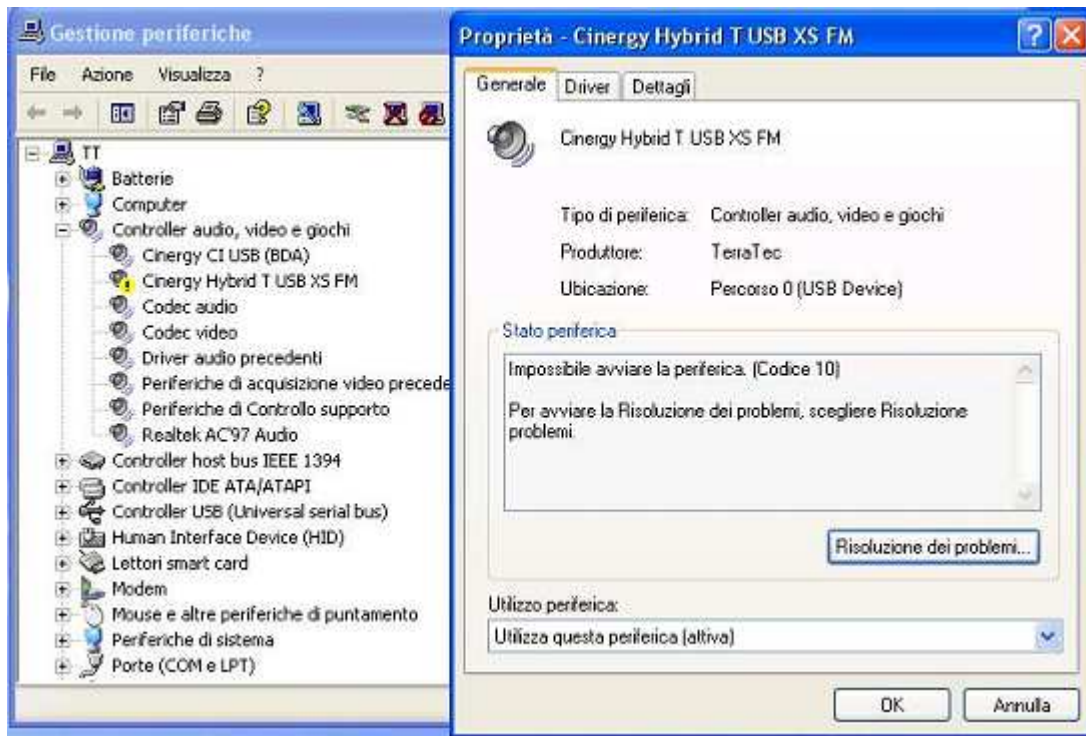 Gestione periferiche
File Azione Visualizza ?
TT
Batterie
Computer
Controller audio, video e giochi
Cinergy CI USB (BDA)
Cinergy Hybrid T USB XS FM
Codec audio
Codec video
Driver audio precedenti
Periferiche di acquisizione video precede
Periferiche di Controllo supporto
Realtek AC'97 Audio
Controller host bus IEEE 1394
Controller IDE ATA/ATAPI
Controller USB (Universal serial bus)
Human Interface Device (HID)
Lettori smart card
Modem
Mouse e altre periferiche di puntamento
Periferiche di sistema
Porte (COM e LPT)
Proprietà - Cinergy Hybrid T USB XS FM
Generale Driver Dettagli
Cinergy Hybrid T USB XS FM
Tipo di periferica: Controller audio, video e giochi
Produttore: TerraTec
Ubicazione: Percorso 0 (USB Device)
Stato periferica
Impossibile avviare la periferica. (Codice 10)
Per avviare la Risoluzione dei problemi, scegliere Risoluzione
problemi.
Risoluzione dei problemi...
Utilizzo periferica:
Utilizza questa periferica (attiva)
OK Annulla